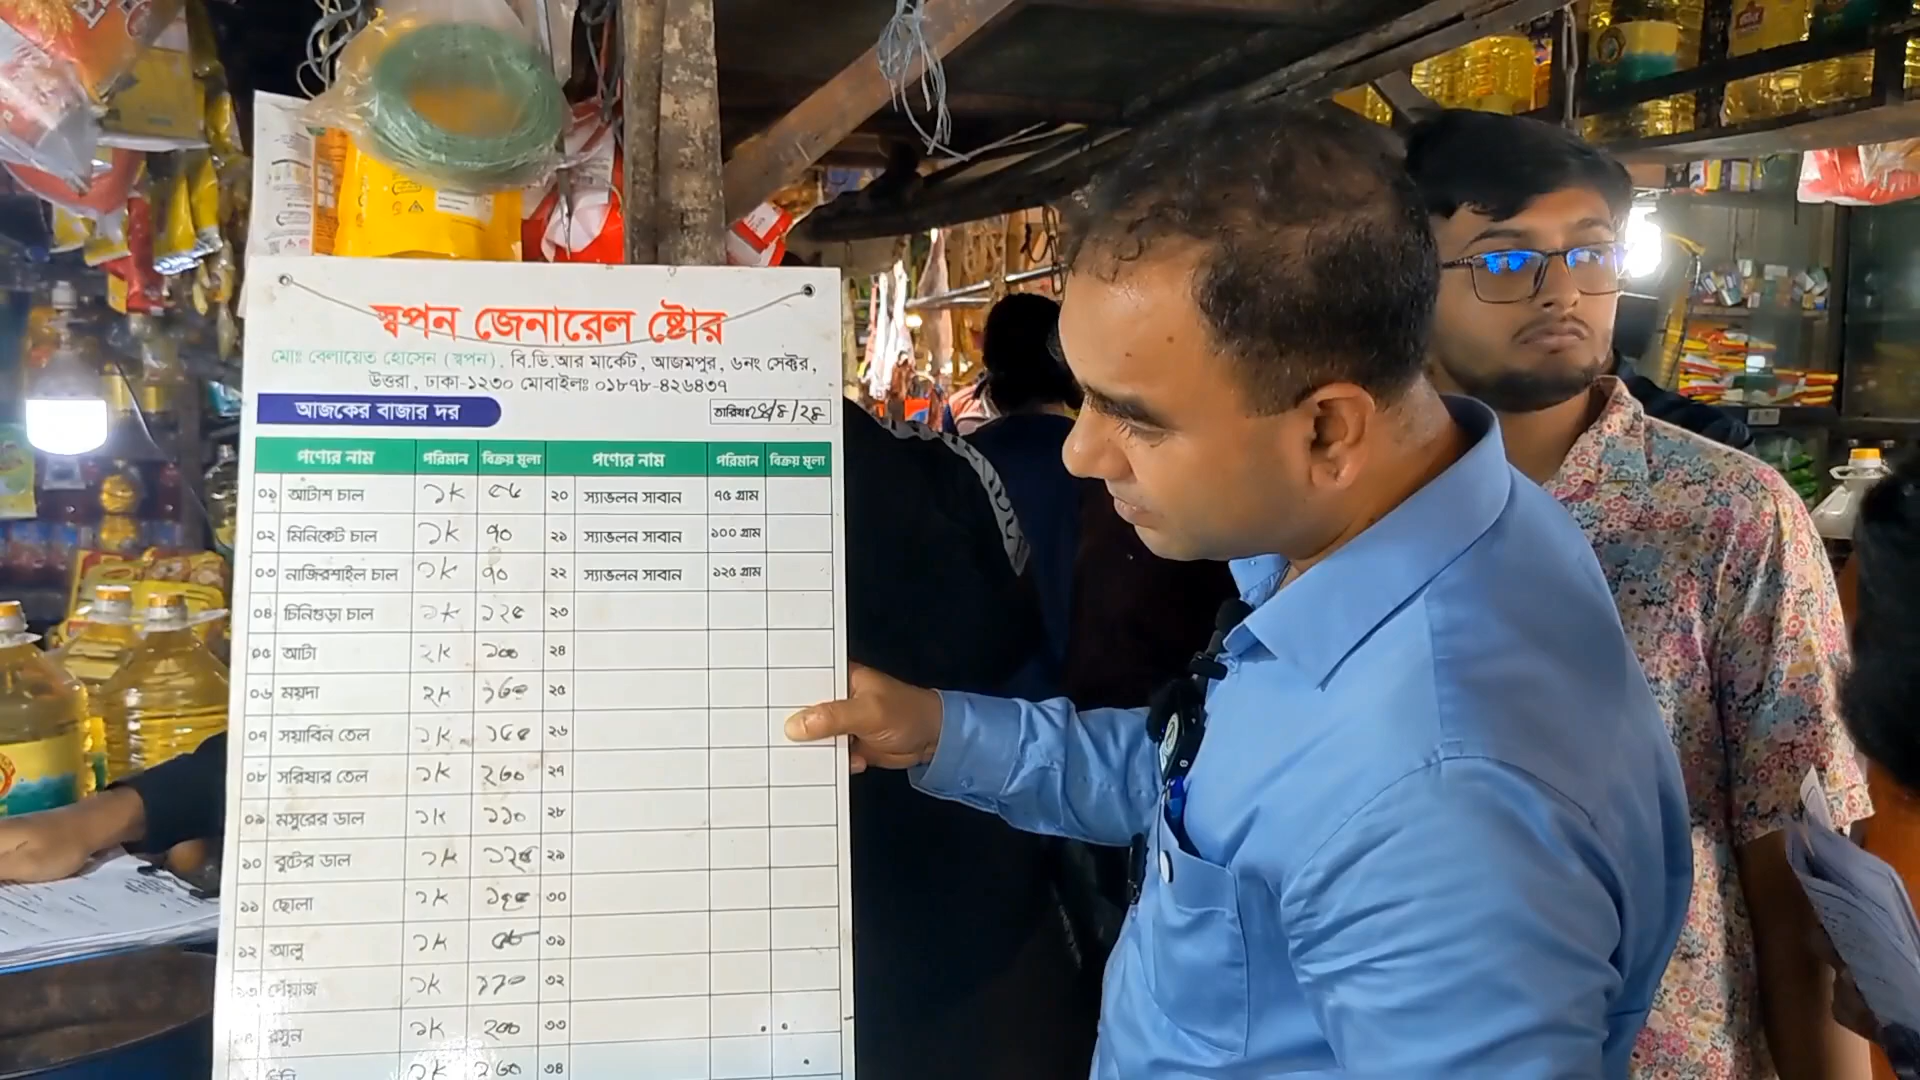 স্বপন জেনারেল ষ্টোর
মোঃ বেলায়েত হোসেন (স্বপন), বি.ডি.আর মার্কেট, আজমপুর, ৬নং সেক্টর,
উত্তরা, ঢাকা-১২৩০ মোবাইলঃ ০১৮৭৮-৪২৬৪৩৭
আজকের বাজার দর
তারিখঃ
পণ্যের নাম পরিমান বিক্রয় মূল্য পণ্যের নাম পরিমান বিক্রয় মূল্য
০১ আটাশ চাল ১K ২০ স্যাভলন সাবান ৭৫ গ্রাম
০২ মিনিকেট চাল ১K ৭০ ২১ স্যাভলন সাবান ১০০ গ্রাম
০৩ নাজিরশাইল চাল ১K ৭০ ২২ স্যাভলন সাবান ১২৫ গ্রাম
০৪ চিনিগুড়া চাল ১K ১২৫ ২৩
০৫ আটা ২K ১০০ ২৪
০৬ ময়দা ২K ২৫
০৭ সয়াবিন তেল ১K ২৬
০৮ সরিষার তেল ১K ২৬০ ২৭
০৯ মসুরের ডাল ১K ১১০ ২৮
১০ বুটের ডাল ১K ২৯
১১ ছোলা ১K ৩০
১২ আলু ১K ৩১
পেঁয়াজ ১K ৩২
রসুন ১K ২০০ ৩৩
১K ৩৪